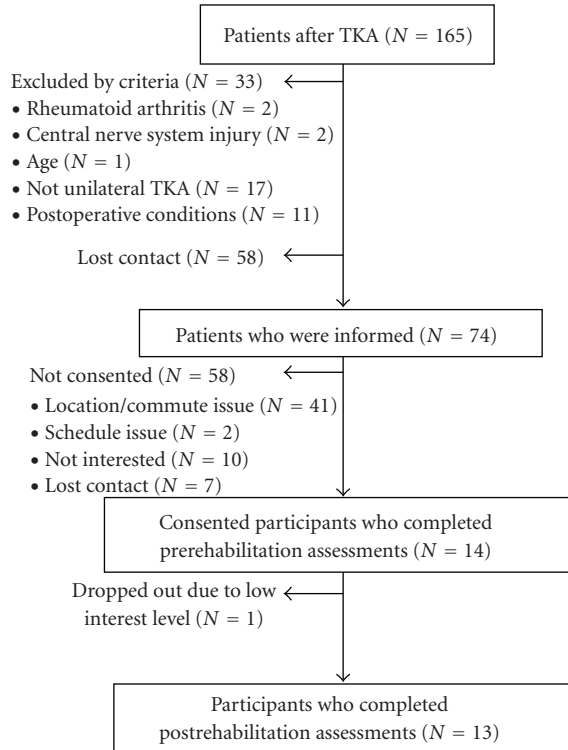 Patients after TKA (N = 165)
Excluded by criteria (N = 33)
• Rheumatoid arthritis (N = 2)
• Central nerve system injury (N = 2)
• Age (N = 1)
• Not unilateral TKA (N = 17)
• Postoperative conditions (N = 11)
Lost contact (N = 58)
Patients who were informed (N = 74)
Not consented (N = 58)
• Location/commute issue (N = 41)
• Schedule issue (N = 2)
• Not interested (N = 10)
• Lost contact (N = 7)
Consented participants who completed
prerehabilitation assessments (N = 14)
Dropped out due to low
interest level (N = 1)
Participants who completed
postrehabilitation assessments (N = 13)